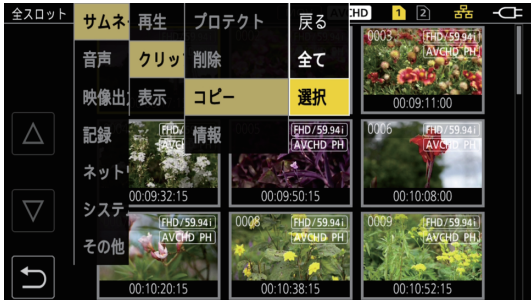 全スロット
サムネ
音声
映像出
記録
ネット
システ
その他
再生
クリッ
表示
プロテクト
削除
コピー
情報
戻る
全て
選択
HD
1
2
0003
FHD/59.94i
AVCHD PH
00:09:11:00
FHD/
00:09:32:15
FHD/59.94i
AVCHD PH
00:09:50:15
0006
FHD/59.94i
AVCHD PH
00:10:08:00
FHD/59.94i
AVCHD PH
00:10:20:15
0008
FHD/59.94i
AVCHD PH
00:10:38:15
0009
FHD/59.94i
AVCHD PH
00:10:52:15